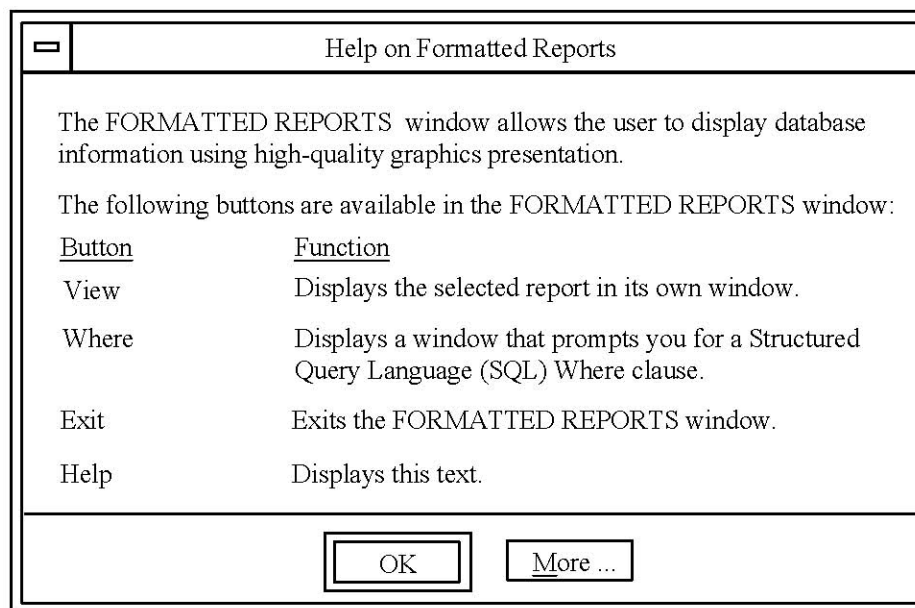 Help on Formatted Reports
The FORMATTED REPORTS window allows the user to display database
information using high-quality graphics presentation.
The following buttons are available in the FORMATTED REPORTS window:
Button Function
View Displays the selected report in its own window.
Where Displays a window that prompts you for a Structured
Query Language (SQL) Where clause.
Exit Exits the FORMATTED REPORTS window.
Help Displays this text.
OK More ...